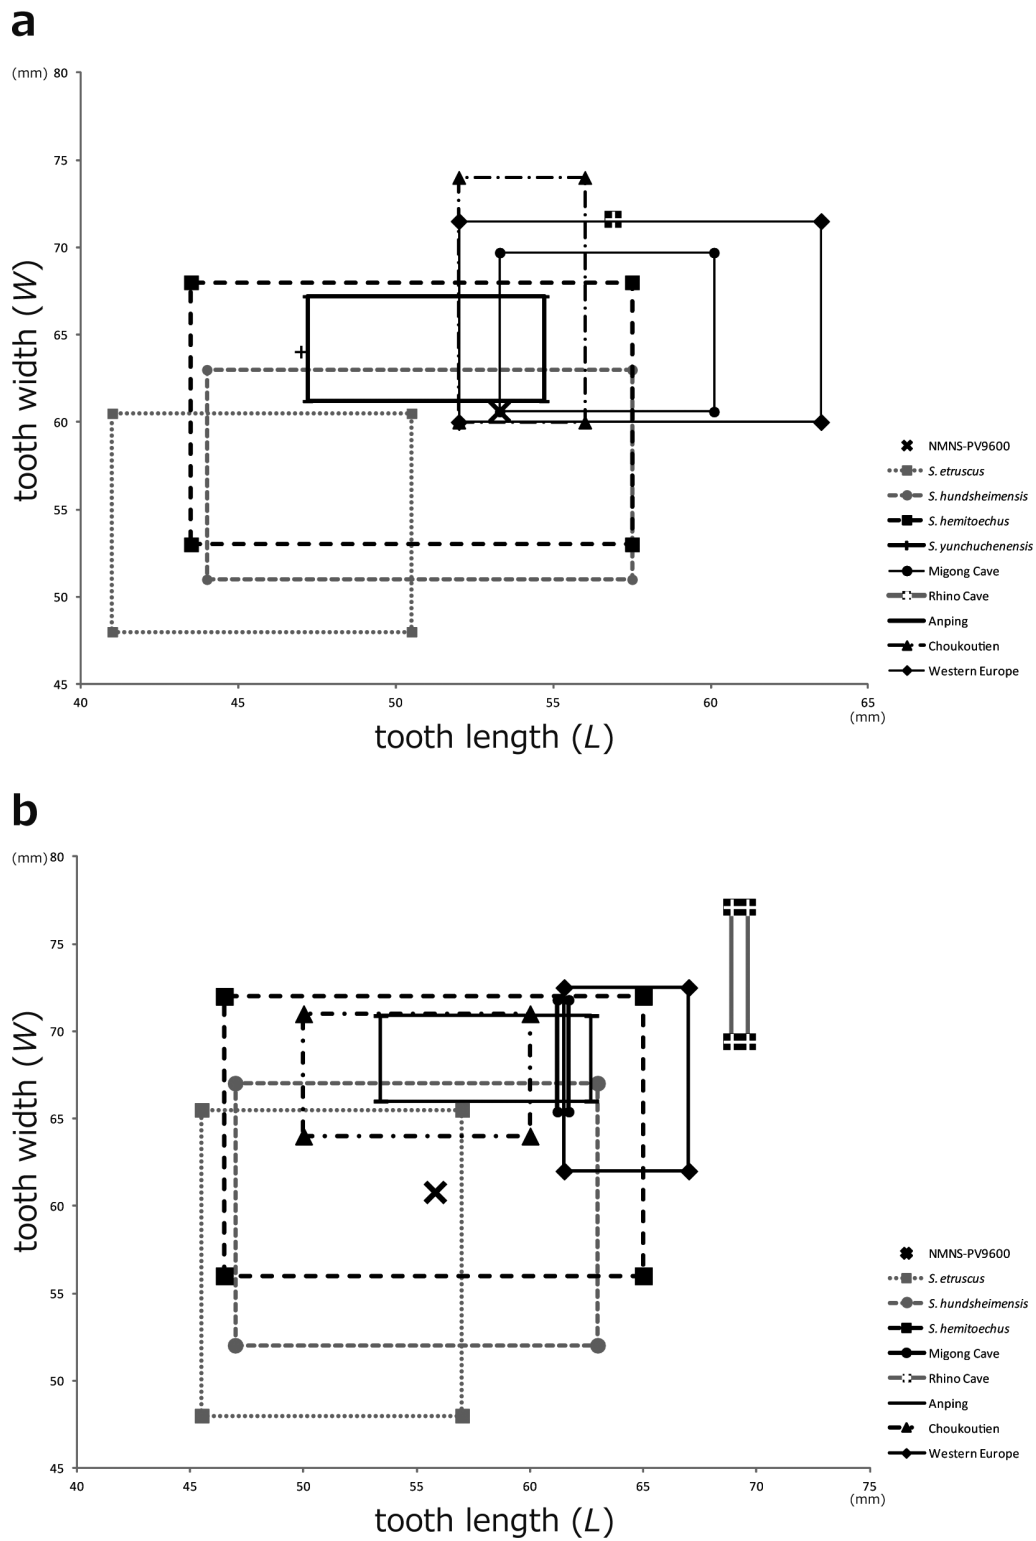 a
(mm) 80
75
70
65
60
55
50
45
tooth width (W)
40 45 50 55 60 65
(mm)
tooth length (L)
NMNS-PV9600
S. etruscus
S. hundsheimensis
S. hemitoechus
S. yunchuchenensis
Migong Cave
Rhino Cave
Anping
Choukoutien
Western Europe
b
(mm) 80
75
70
65
60
55
50
45
tooth width (W)
40 45 50 55 60 65 70 75
(mm)
tooth length (L)
NMNS-PV9600
S. etruscus
S. hundsheimensis
S. hemitoechus
Migong Cave
Rhino Cave
Anping
Choukoutien
Western Europe